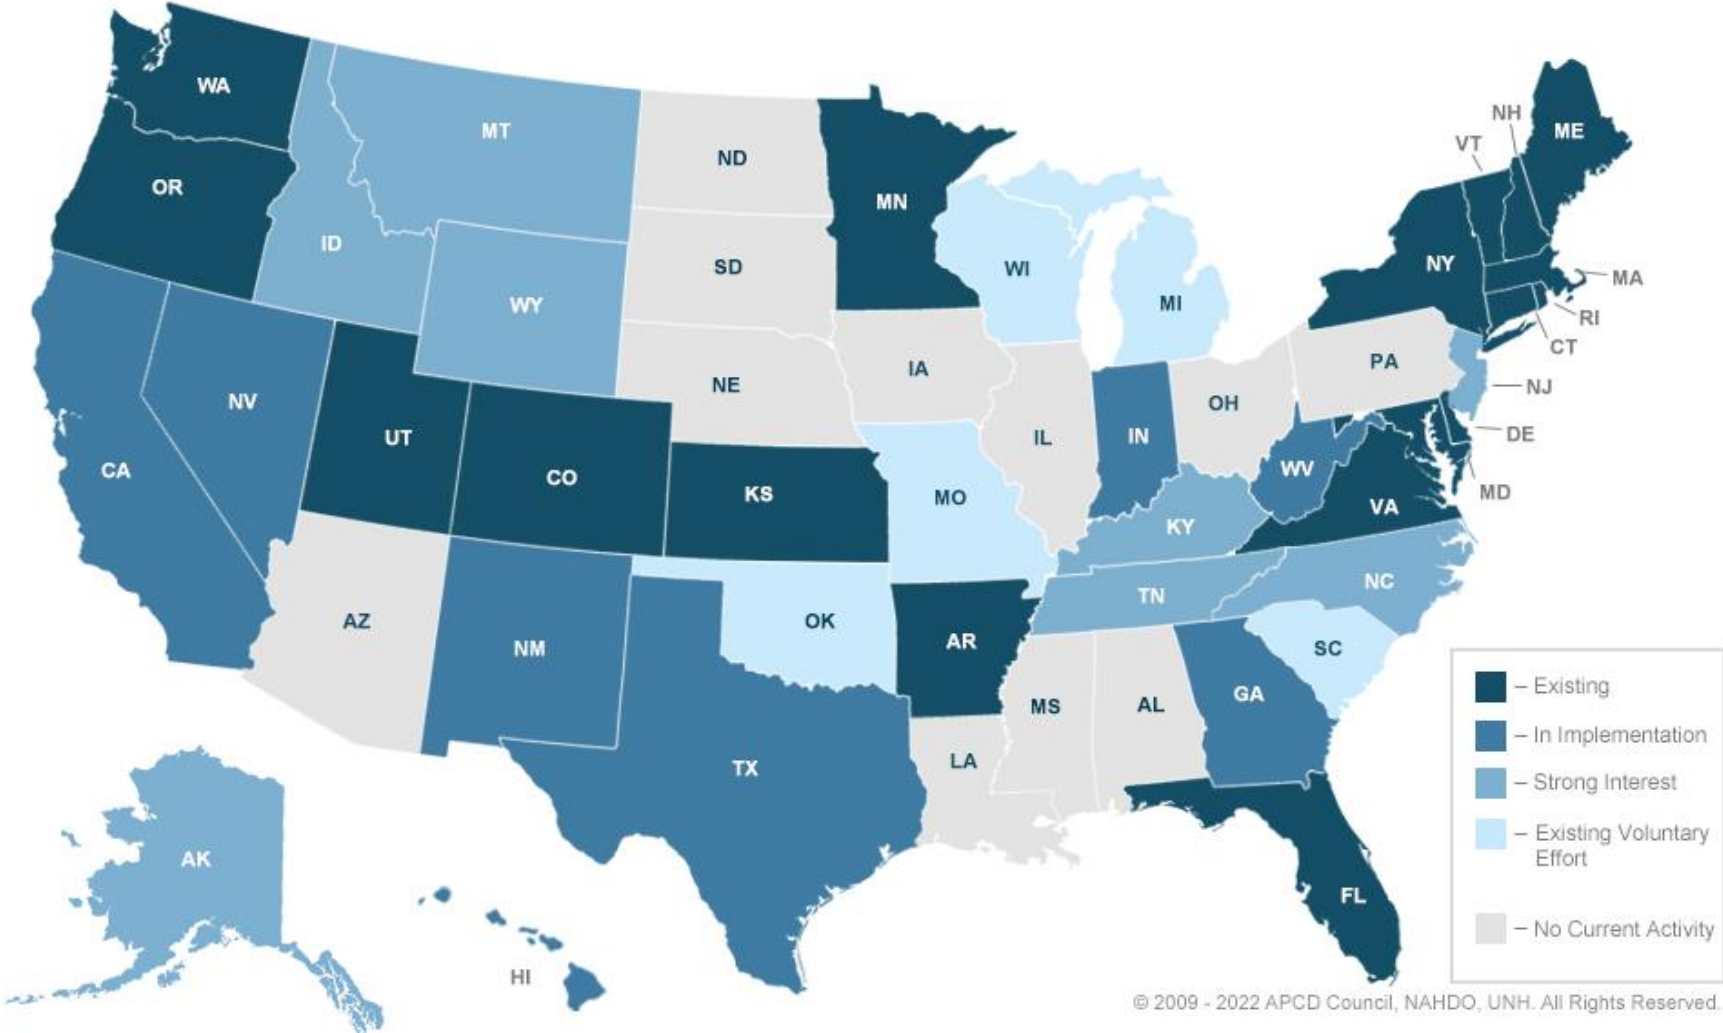 WA
MT
ND
MN
NH
VT
ME
OR
ID
SD
WI
MI
NY
MA
RI
CT
WY
NE
IA
PA
NJ
NV
UT
CO
KS
MO
IL
IN
OH
WV
DE
MD
VA
CA
KY
AZ
NM
OK
AR
TN
NC
SC
MS
AL
GA
LA
TX
AK
HI
FL
– Existing
– In Implementation
– Strong Interest
– Existing Voluntary
Effort
– No Current Activity
© 2009 - 2022 APCD Council, NAHDO, UNH. All Rights Reserved.